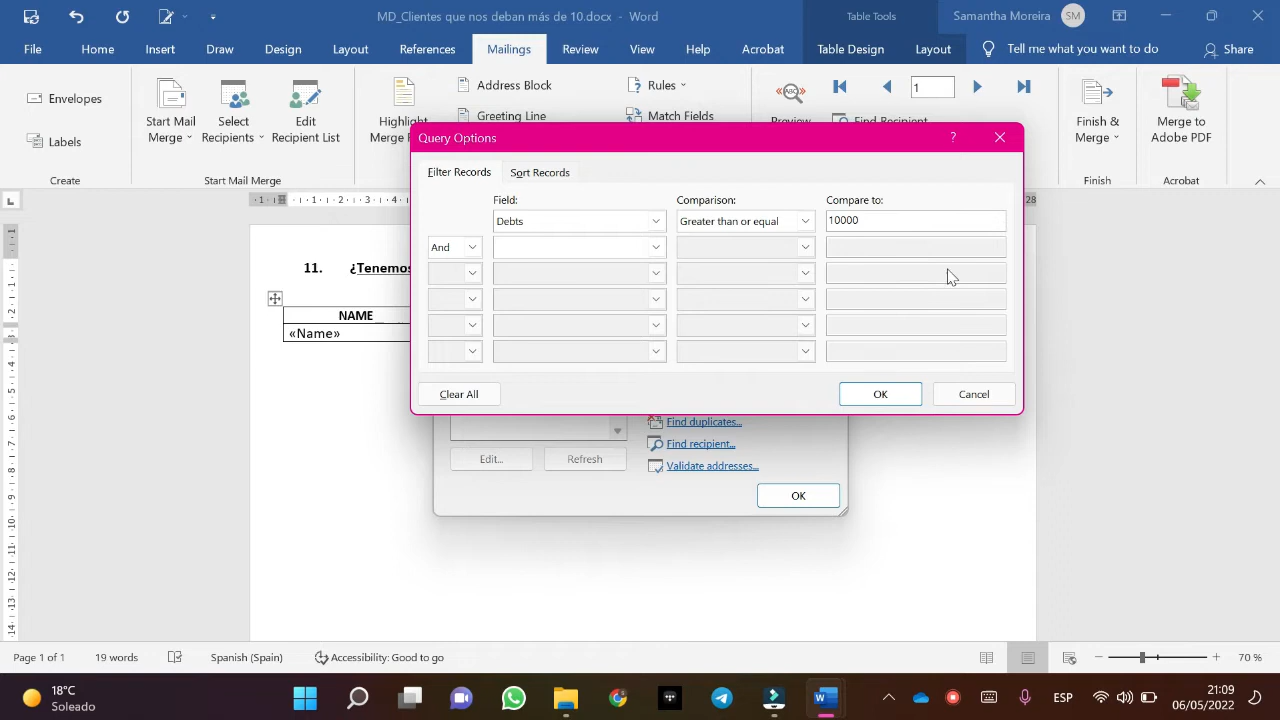 MD_Clientes que nos deban más de 10.docx - Word
Table Tools
Samantha Moreira SM
File Home Insert Draw Design Layout References Mailings Review View Help Acrobat Table Design Layout Tell me what you want to do Share
Envelopes
Labels
Create
Start Mail
Merge
Select
Recipients
Edit
Recipient List
Start Mail Merge
Highlight
Merge
Address Block
Greeting Line
Rules
Match Fields
ABC
Preview
1
Find Recipient
Finish &
Merge
Finish
Merge to
Adobe PDF
Acrobat
Query Options
Filter Records Sort Records
Field: Comparison: Compare to:
Debts Greater than or equal 10000
And
Clear All OK Cancel
11. ¿Tenemos
NAME
«Name»
Find duplicates...
Find recipient...
Validate addresses...
Edit... Refresh
OK
Page 1 of 1 19 words Spanish (Spain) Accessibility: Good to go 70 %
18°C
Soleado
W
ESP
21:09
06/05/2022